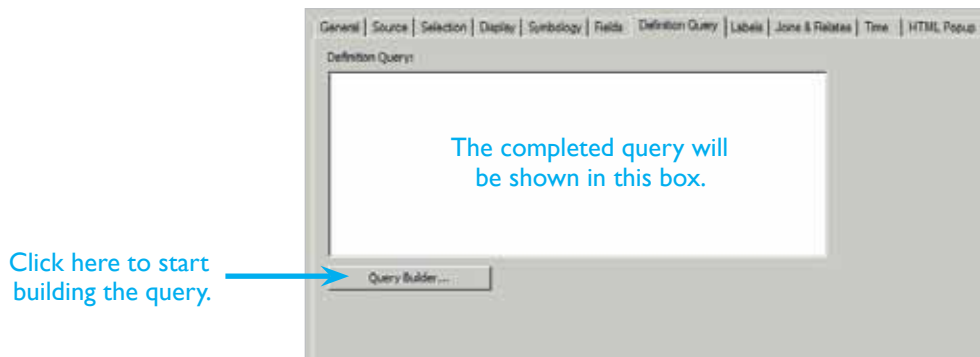 General | Source | Selection | Display | Symbology | Fields | Definition Query | Labels | Joins & Relates | Time | HTML Popup
Definition Query:
The completed query will
be shown in this box.
Click here to start
building the query.
Query Builder...